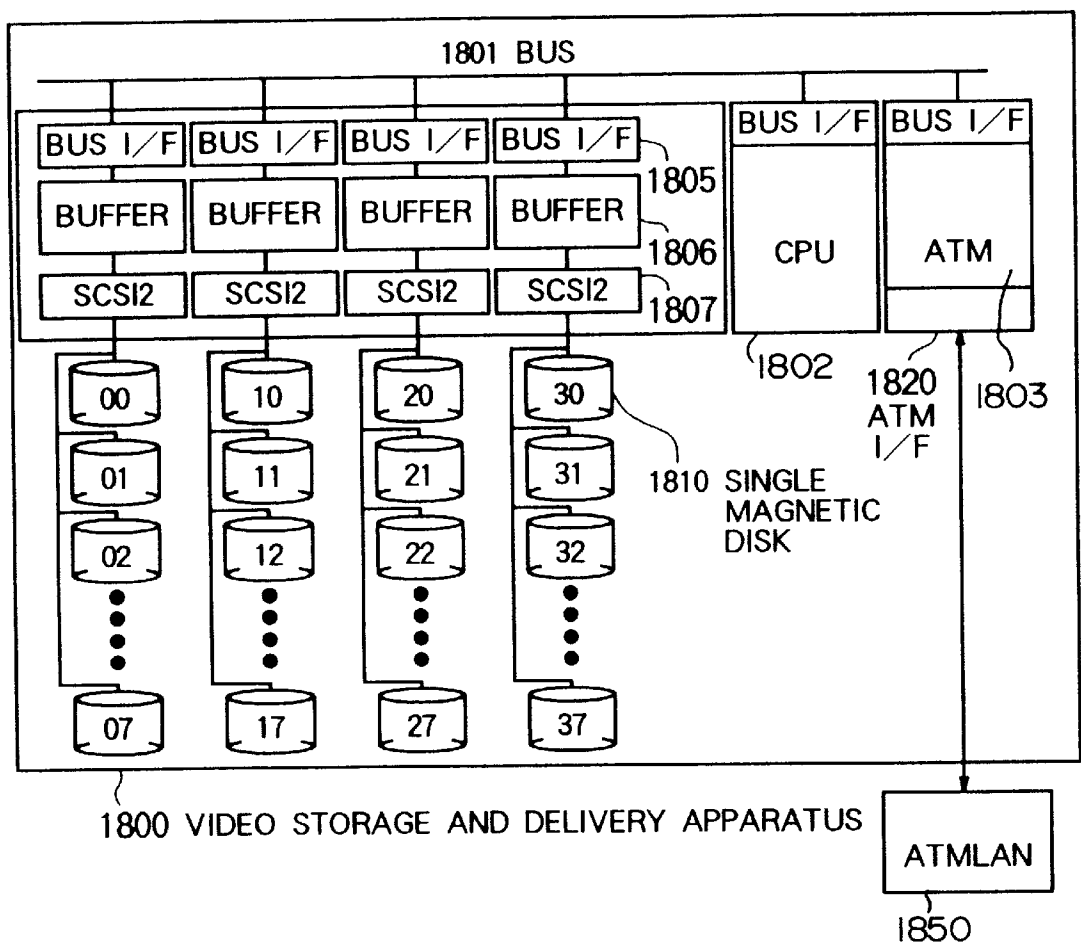 1801 BUS
BUS I/F BUS I/F BUS I/F BUS I/F BUS I/F BUS I/F
1805
BUFFER BUFFER BUFFER BUFFER
1806
CPU ATM
SCSI2 SCSI2 SCSI2 SCSI2
1807
1802
1820
ATM
I/F
1803
00 10 20 30
01 11 21 31
1810 SINGLE
MAGNETIC
DISK
02 12 22 32
07 17 27 37
1800 VIDEO STORAGE AND DELIVERY APPARATUS
ATMLAN
1850